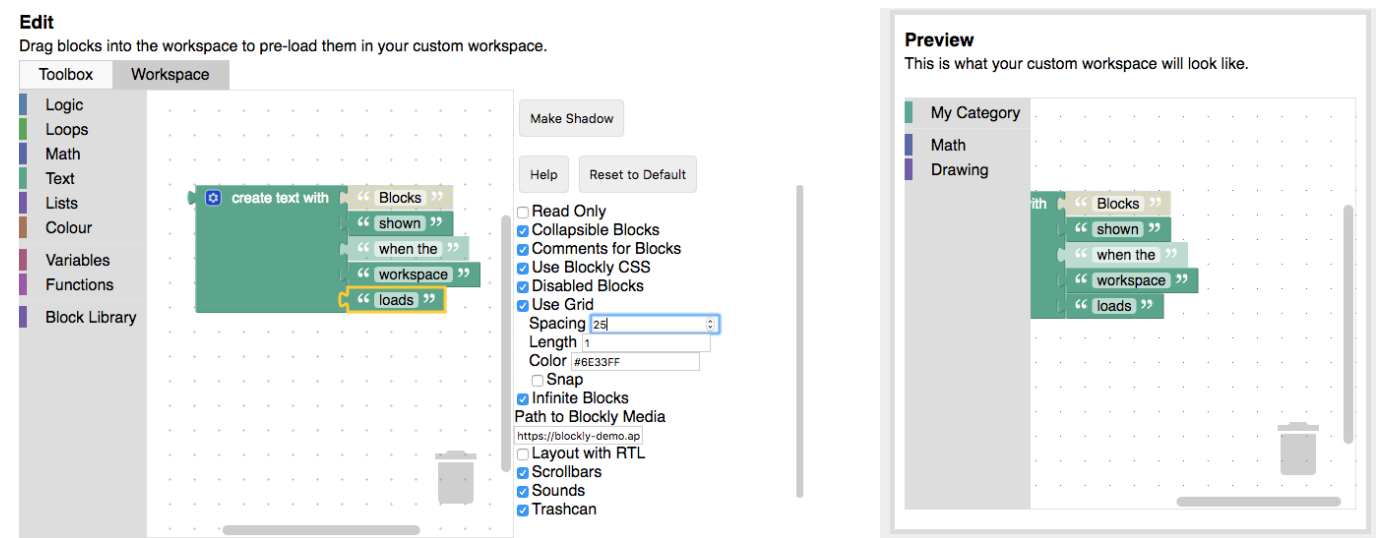 Edit
Drag blocks into the workspace to pre-load them in your custom workspace.
Toolbox Workspace
Logic
Loops
Math
Text
Lists
Colour
Variables
Functions
Block Library
create text with “ Blocks ”
“ shown ”
“ when the ”
“ workspace ”
“ loads ”
Make Shadow
Help Reset to Default
Read Only
Collapsible Blocks
Comments for Blocks
Use Blockly CSS
Disabled Blocks
Use Grid
Spacing 25
Length 1
Color #6E33FF
Snap
Infinite Blocks
Path to Blockly Media
https://blockly-demo.ap
Layout with RTL
Scrollbars
Sounds
Trashcan
Preview
This is what your custom workspace will look like.
My Category
Math
Drawing
ith “ Blocks ”
“ shown ”
“ when the ”
“ workspace ”
“ loads ”